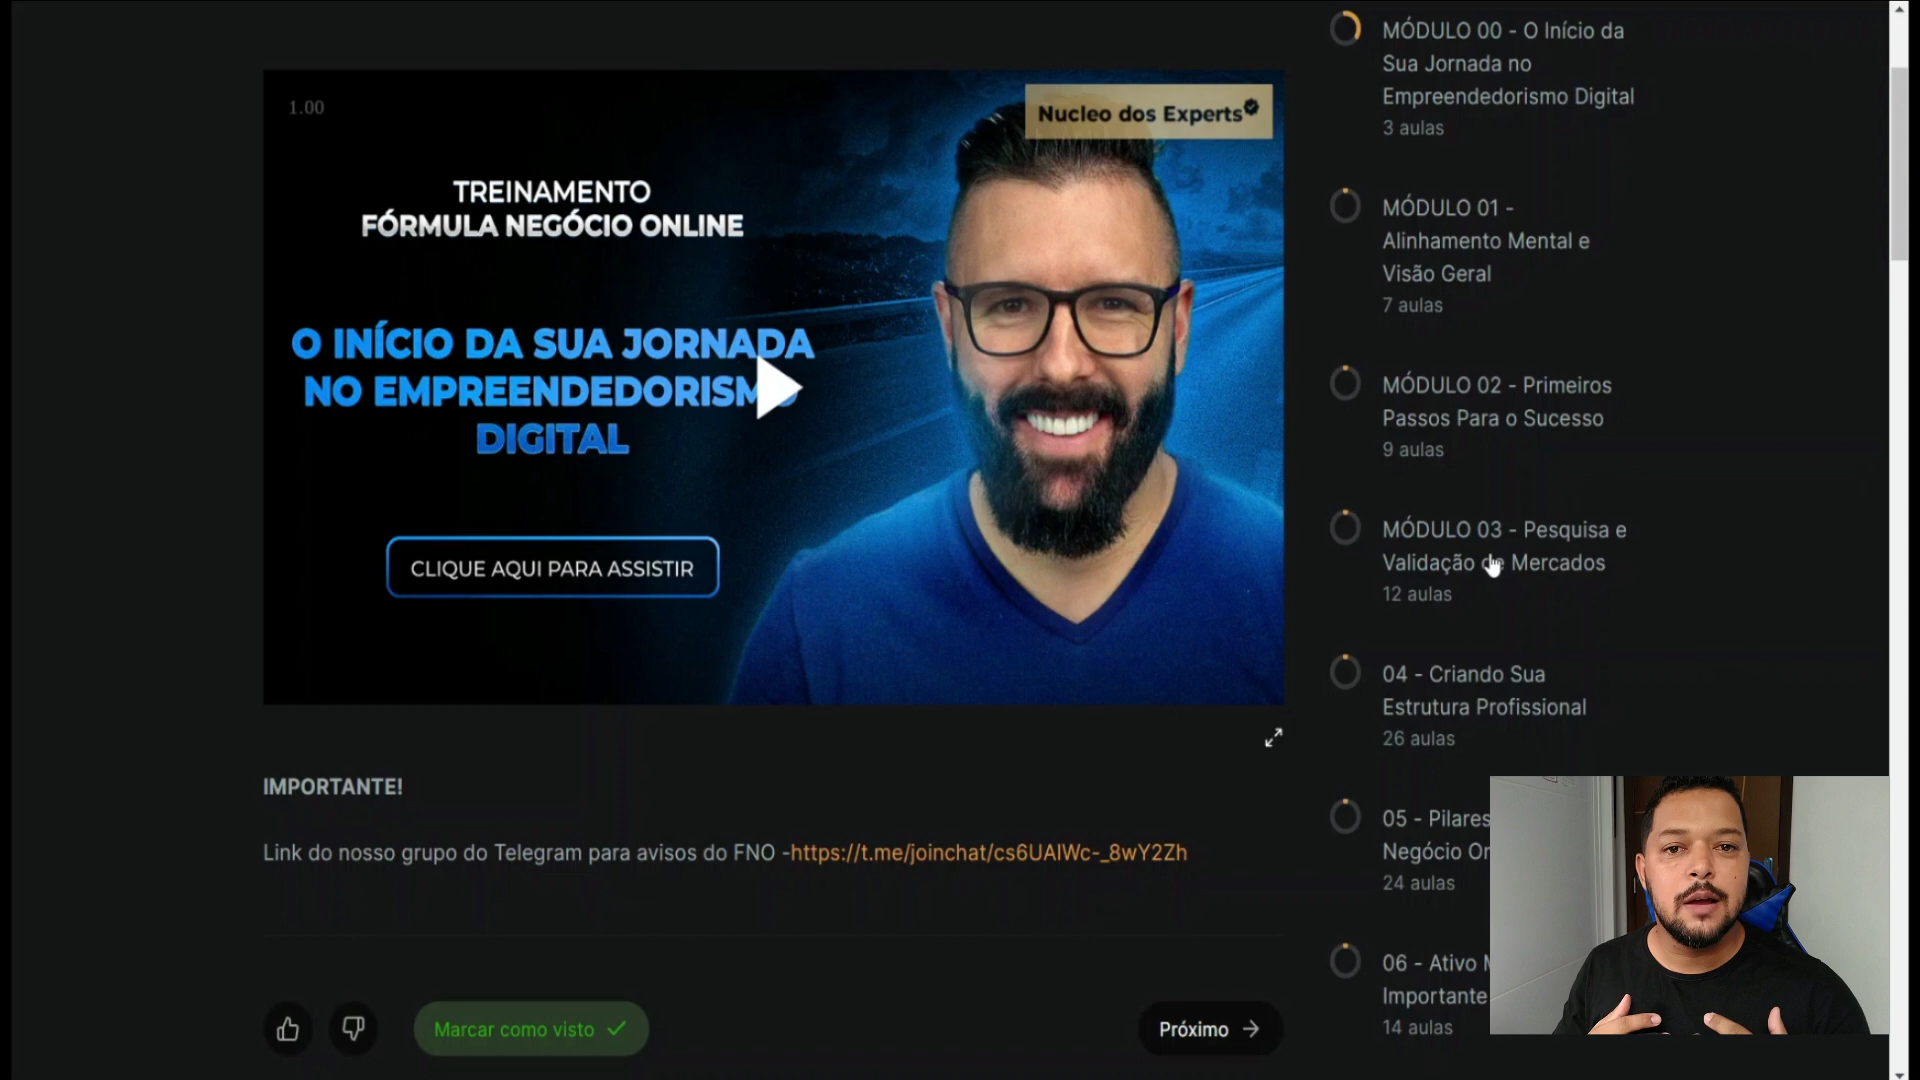 1.00
Nucleo dos Experts
TREINAMENTO
FÓRMULA NEGÓCIO ONLINE
O INÍCIO DA SUA JORNADA
NO EMPREENDEDORISMO
DIGITAL
CLIQUE AQUI PARA ASSISTIR
IMPORTANTE!
Link do nosso grupo do Telegram para avisos do FNO -https://t.me/joinchat/cs6UAlWc-_8wY2Zh
Marcar como visto
Próximo
MÓDULO 00 - O Início da
Sua Jornada no
Empreendedorismo Digital
3 aulas
MÓDULO 01 -
Alinhamento Mental e
Visão Geral
7 aulas
MÓDULO 02 - Primeiros
Passos Para o Sucesso
9 aulas
MÓDULO 03 - Pesquisa e
Validação de Mercados
12 aulas
04 - Criando Sua
Estrutura Profissional
26 aulas
05 - Pilares
Negócio
24 aulas
06 - Ativo
Importante
14 aulas